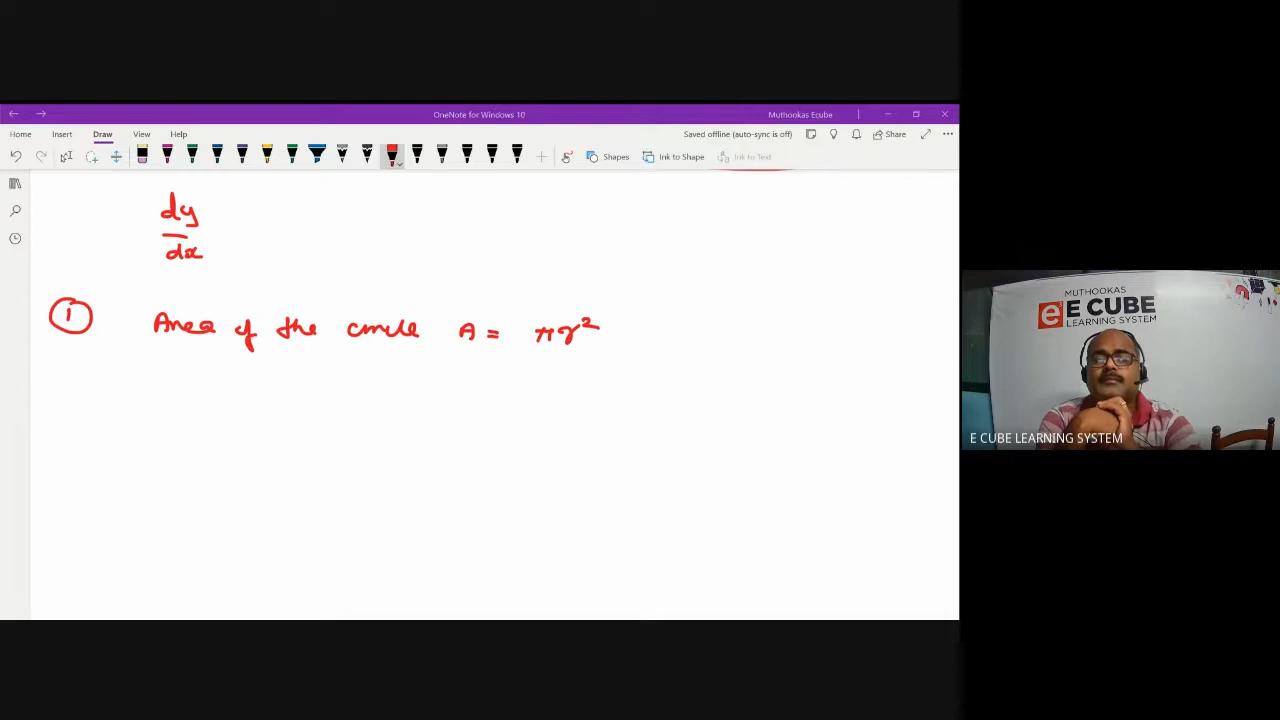 OneNote for Windows 10
Muthookas Ecube
Home Insert Draw View Help
Saved offline (auto-sync is off)
Share
Shapes
Ink to Shape
Ink to Text
dy
dx
1 Area of the circle A = πr²
MUTHOOKAS
e³ E CUBE
LEARNING SYSTEM
E CUBE LEARNING SYSTEM